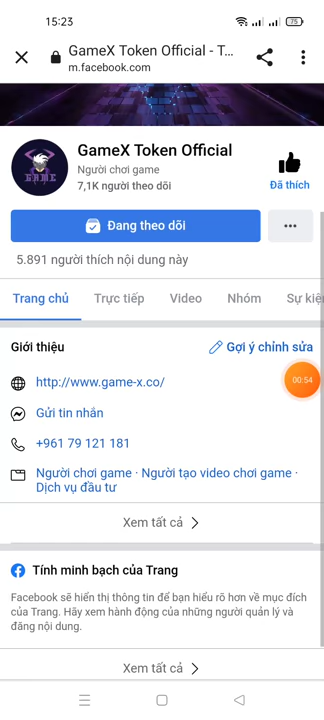 15:23
75
GameX Token Official - T...
m.facebook.com
GAME
GameX Token Official
Người chơi game
7,1K người theo dõi
Đã thích
Đang theo dõi
5.891 người thích nội dung này
Trang chủ
Trực tiếp
Video
Nhóm
Sự kiệ
Giới thiệu
Gợi ý chỉnh sửa
http://www.game-x.co/
00:54
Gửi tin nhắn
+961 79 121 181
Người chơi game · Người tạo video chơi game ·
Dịch vụ đầu tư
Xem tất cả
Tính minh bạch của Trang
Facebook sẽ hiển thị thông tin để bạn hiểu rõ hơn về mục đích
của Trang. Hãy xem hành động của những người quản lý và
đăng nội dung.
Xem tất cả